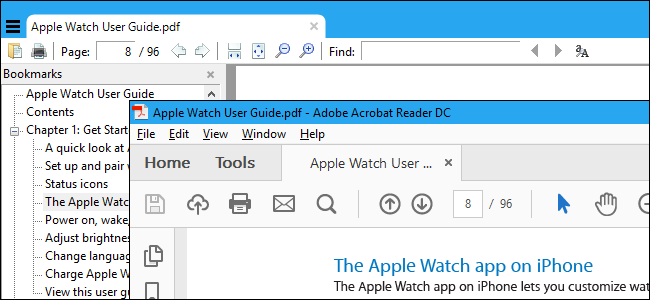 Apple Watch User Guide.pdf
Page: 8 / 96 Find: aA
Bookmarks
Apple Watch User Guide
Contents
Chapter 1: Get Start
A quick look at A
Set up and pair w
Status icons
The Apple Watc
Power on, wake,
Adjust brightne
Change languag
Charge Apple W
View this user g
Apple Watch User Guide.pdf - Adobe Acrobat Reader DC
File Edit View Window Help
Home Tools Apple Watch User ...
8 / 96
The Apple Watch app on iPhone
The Apple Watch app on iPhone lets you customize wat